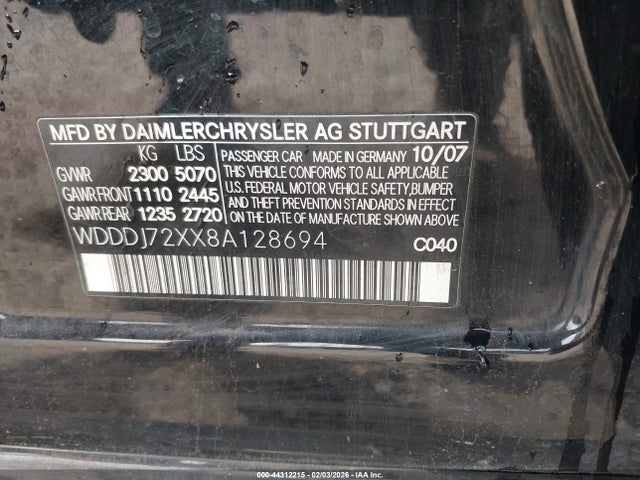 MFD BY DAIMLERCHRYSLER AG STUTTGART
KG LBS PASSENGER CAR MADE IN GERMANY 10/07
GVWR 2300 5070 THIS VEHICLE CONFORMS TO ALL APPLICABLE
GAWR FRONT 1110 2445 U.S. FEDERAL MOTOR VEHICLE SAFETY, BUMPER
GAWR REAR 1235 2720 AND THEFT PREVENTION STANDARDS IN EFFECT
ON THE DATE OF MANUFACTURE SHOWN ABOVE.
WDDDJ72XX8A128694 C040
000-44312215 - 02/03/2026 - IAA Inc.